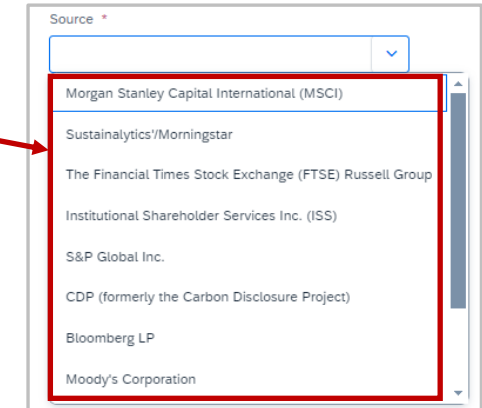 Source *
Morgan Stanley Capital International (MSCI)
Sustainalytics'/Morningstar
The Financial Times Stock Exchange (FTSE) Russell Group
Institutional Shareholder Services Inc. (ISS)
S&P Global Inc.
CDP (formerly the Carbon Disclosure Project)
Bloomberg LP
Moody's Corporation